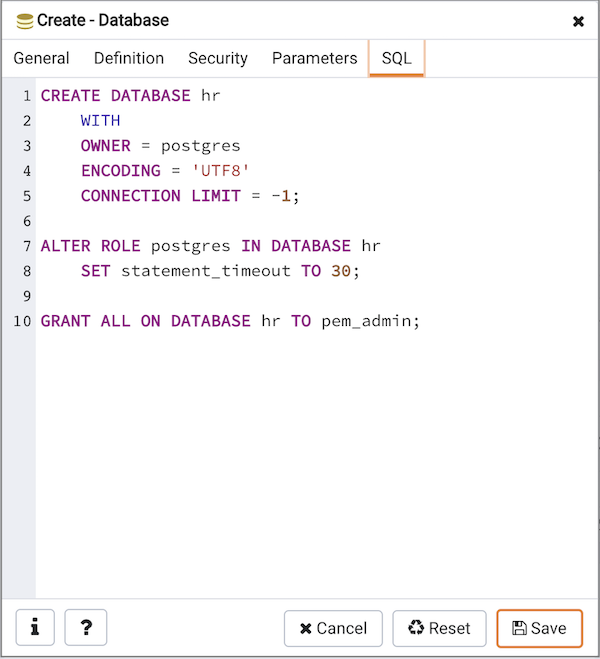 Create - Database
General Definition Security Parameters SQL
1 CREATE DATABASE hr
2     WITH
3     OWNER = postgres
4     ENCODING = 'UTF8'
5     CONNECTION LIMIT = -1;
6
7 ALTER ROLE postgres IN DATABASE hr
8     SET statement_timeout TO 30;
9
10 GRANT ALL ON DATABASE hr TO pem_admin;
i ? Cancel Reset Save